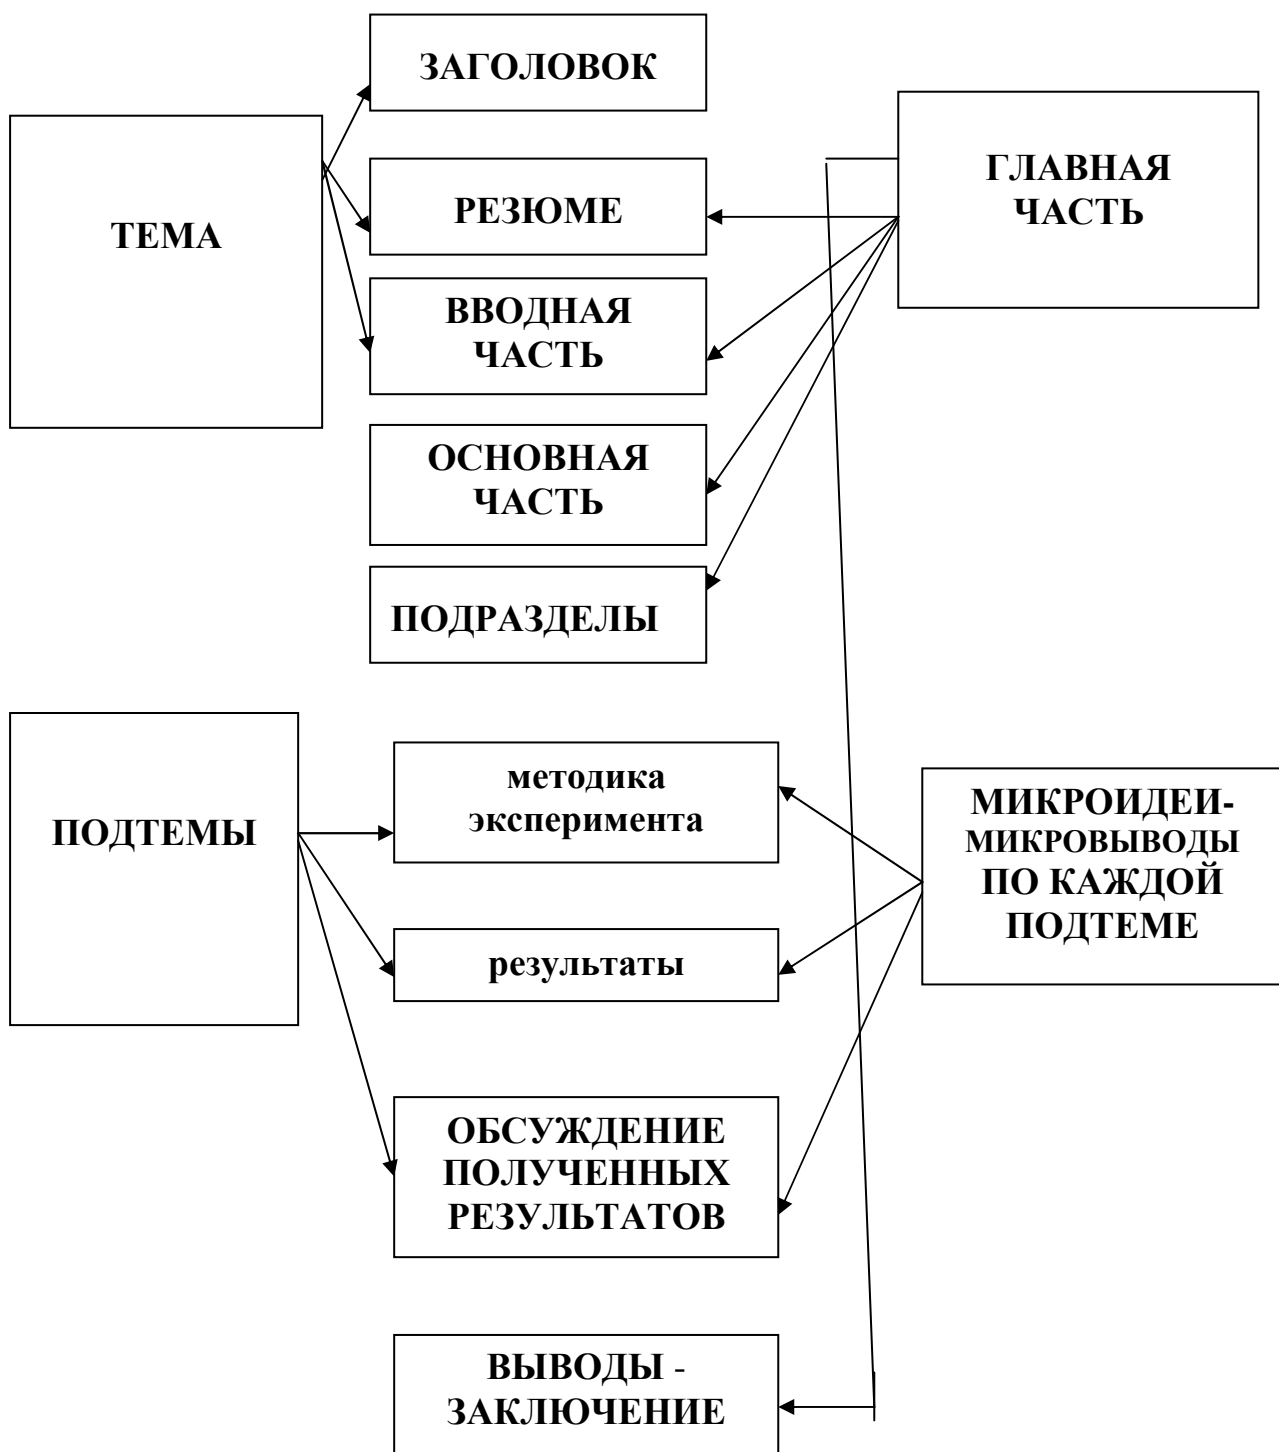 ЗАГОЛОВОК
ТЕМА
РЕЗЮМЕ
ГЛАВНАЯ
ЧАСТЬ
ВВОДНАЯ
ЧАСТЬ
ОСНОВНАЯ
ЧАСТЬ
ПОДРАЗДЕЛЫ
ПОДТЕМЫ
методика
эксперимента
МИКРОИДЕИ-
МИКРОВЫВОДЫ
ПО КАЖДОЙ
ПОДТЕМЕ
результаты
ОБСУЖДЕНИЕ
ПОЛУЧЕННЫХ
РЕЗУЛЬТАТОВ
ВЫВОДЫ -
ЗАКЛЮЧЕНИЕ